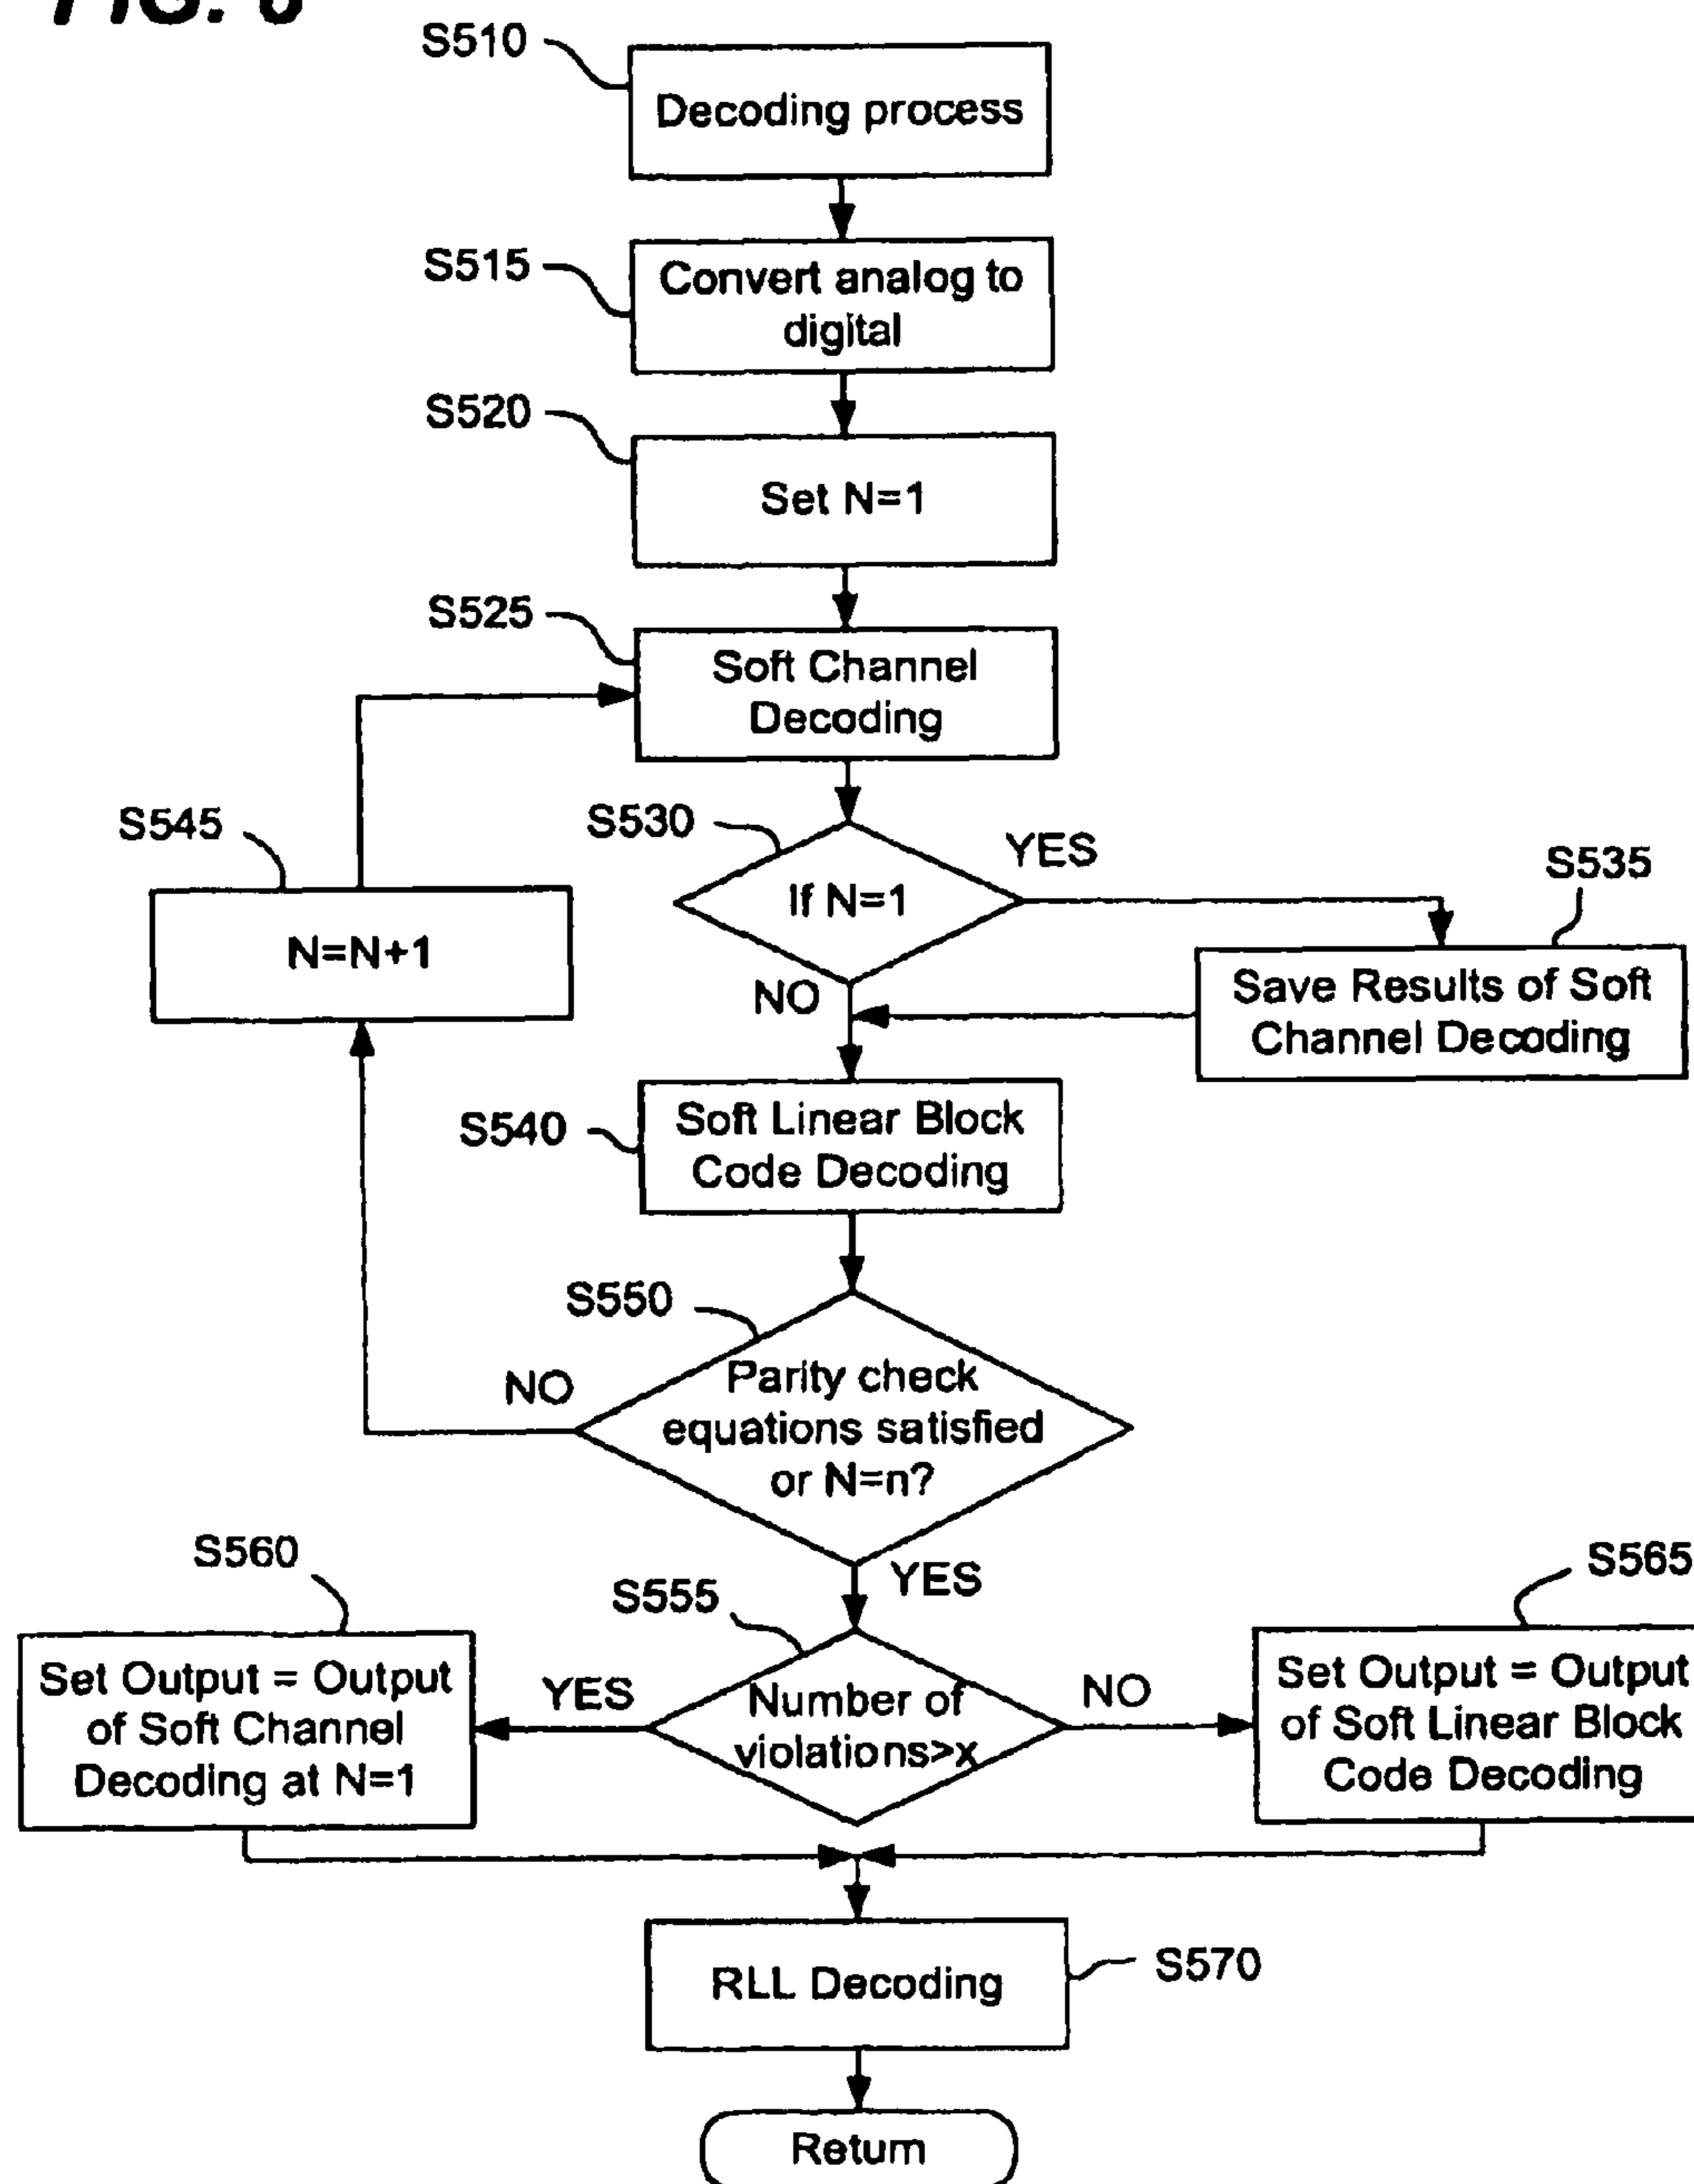 FIG.
S510
Decoding process
S515
Convert analog to
digital
S520
Set N=1
S525
Soft Channel
Decoding
S545
S530
YES
S535
If N=1
N=N+1
NO
Save Results of Soft
Channel Decoding
S540
Soft Linear Block
Code Decoding
S550
NO
Parity check
equations satisfied
or N=n?
YES
S560
S555
S565
Set Output = Output
of Soft Channel
Decoding at N=1
YES
Number of
violations>x
NO
Set Output = Output
of Soft Linear Block
Code Decoding
RLL Decoding
S570
Return